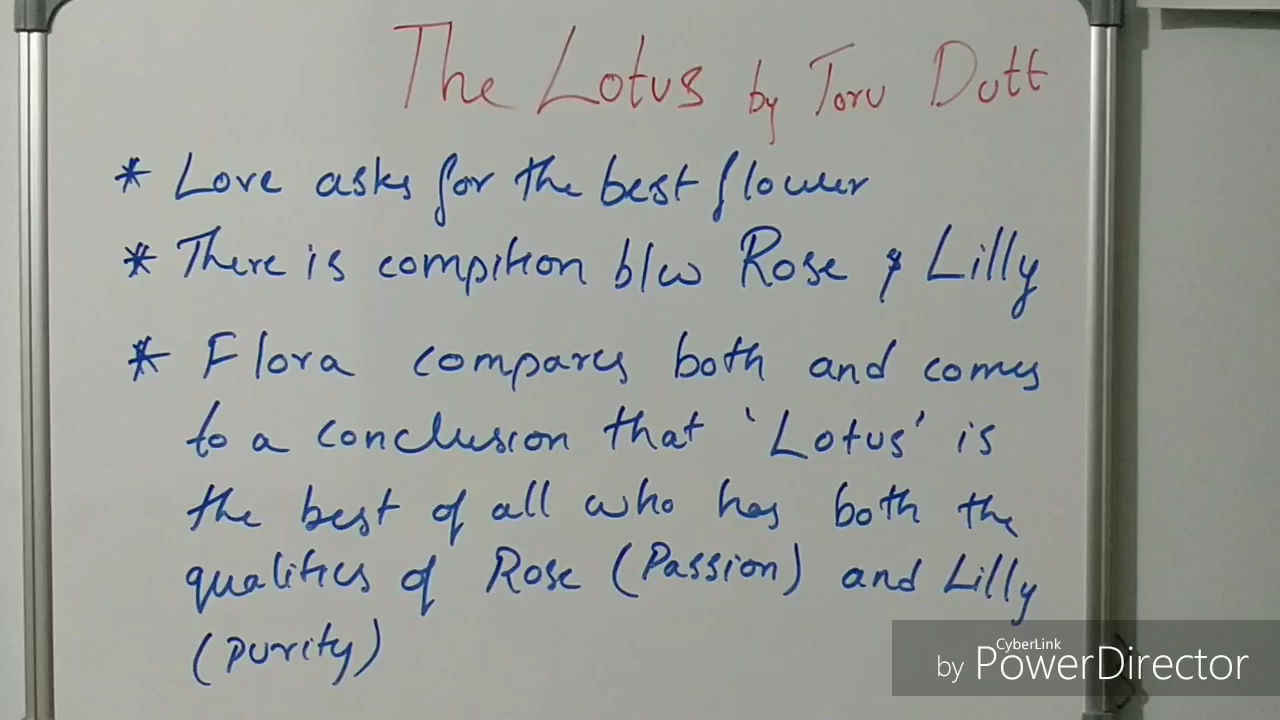 The Lotus by Toru Dutt
* Love asks for the best flower
* There is compition b/w Rose & Lilly
* Flora compares both and comes
to a conclusion that 'Lotus' is
the best of all who has both the
qualities of Rose (Passion) and Lilly
(purity)
CyberLink
by PowerDirector